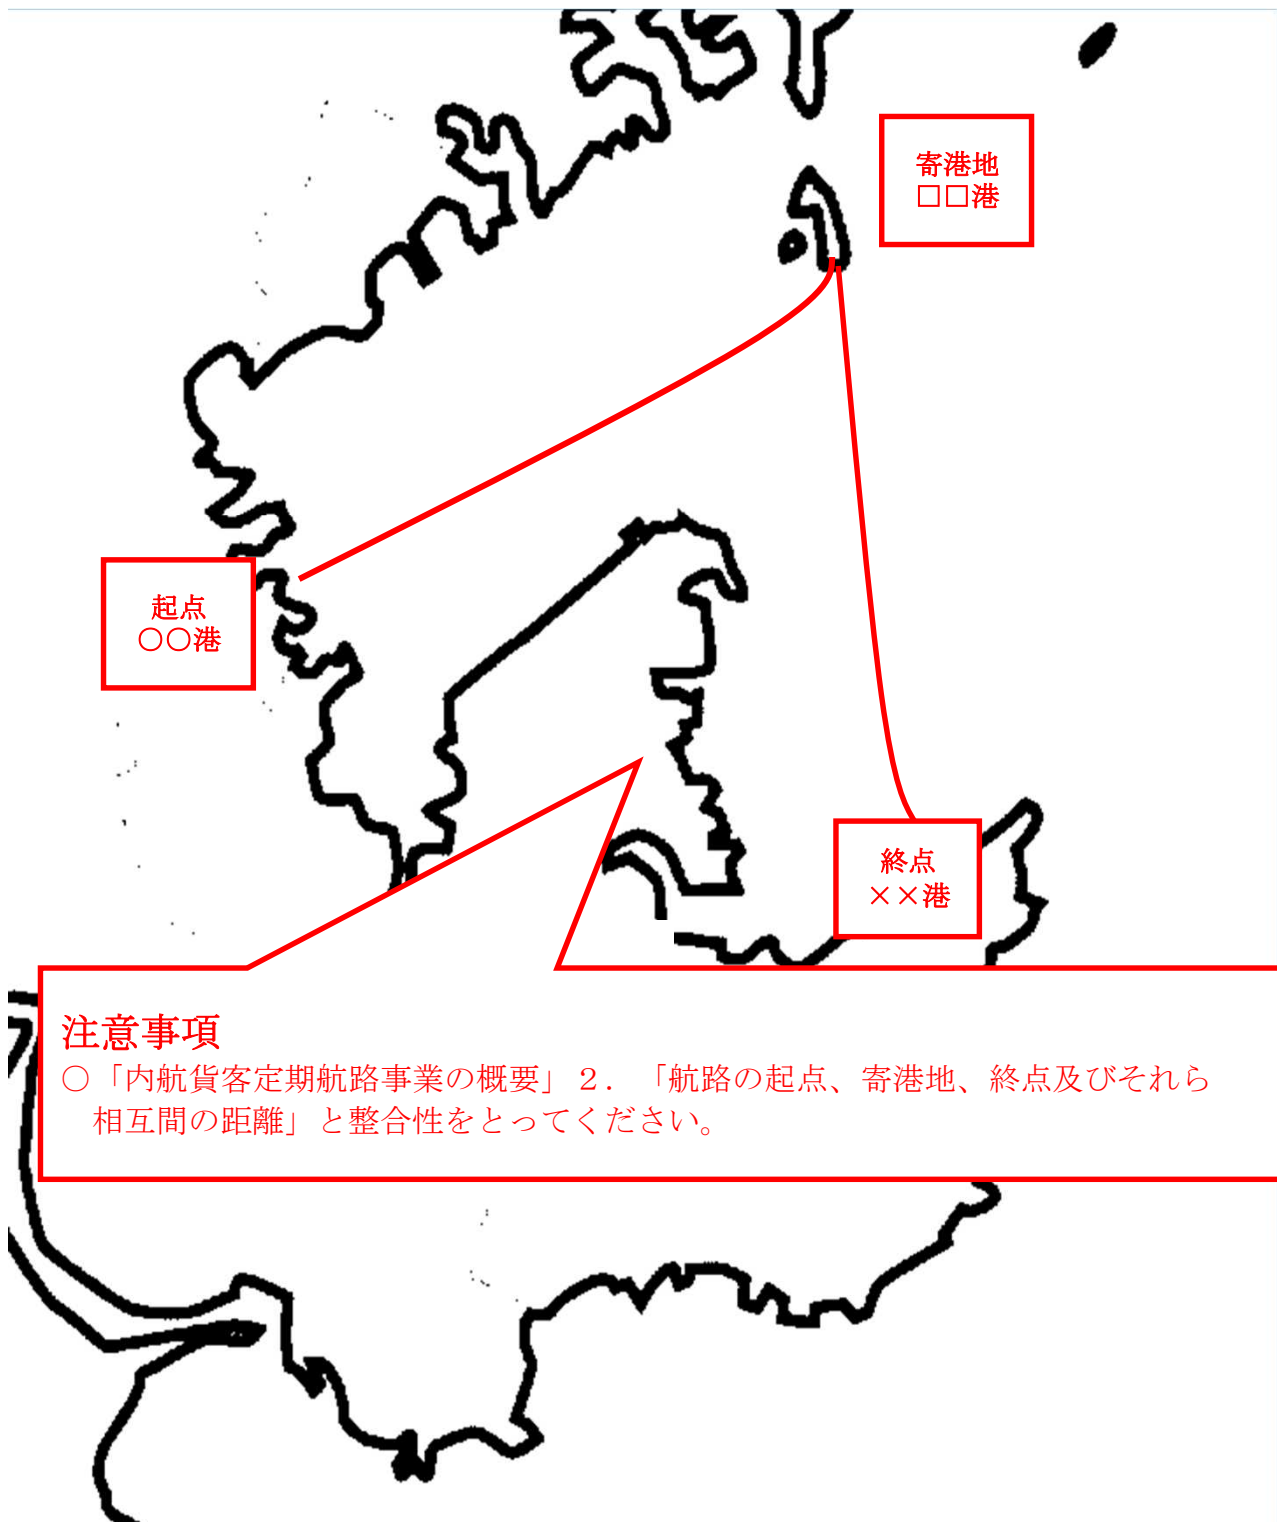 寄港地
□□港
起点
○○港
終点
××港
注意事項
○「内航貨客定期航路事業の概要」２．「航路の起点、寄港地、終点及びそれら
相互間の距離」と整合性をとってください。